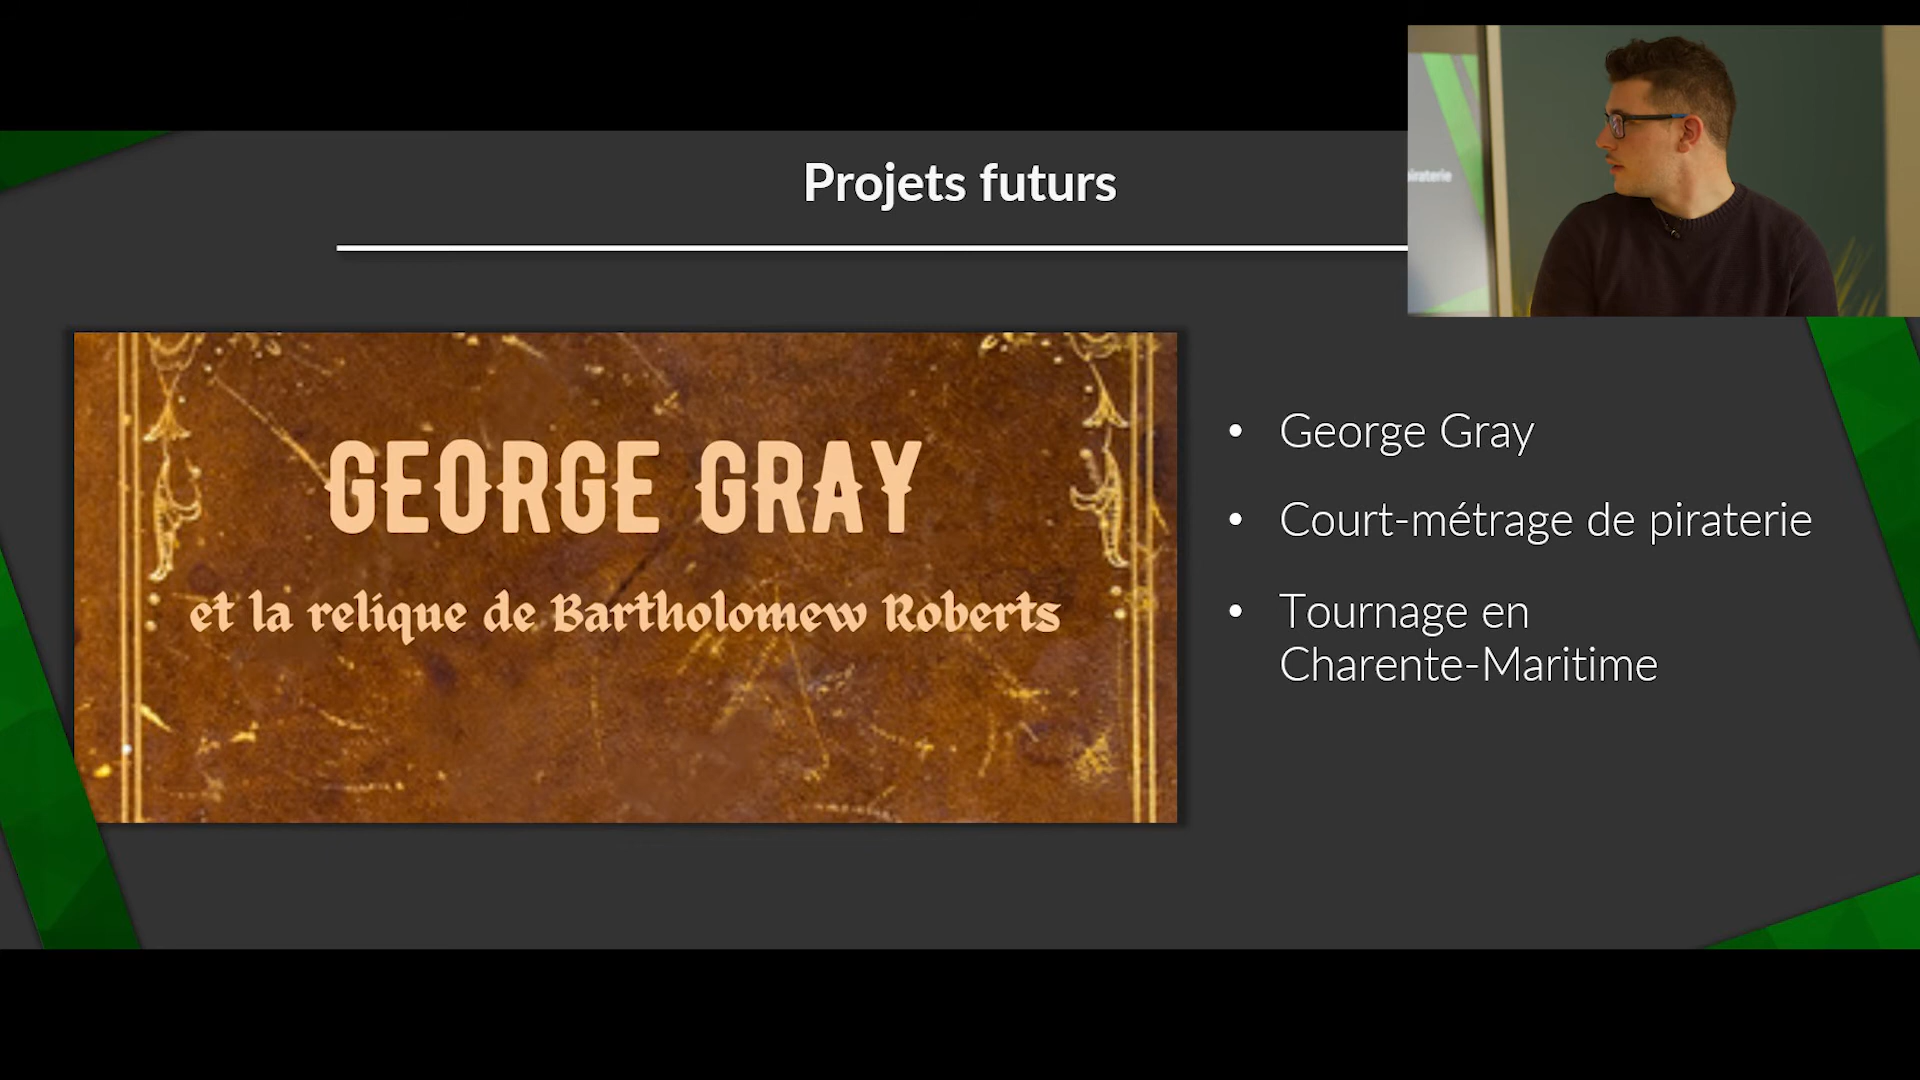 Projets futurs
piraterie
GEORGE GRAY
et la relique de Bartholomew Roberts
• George Gray
• Court-métrage de piraterie
• Tournage en
Charente-Maritime